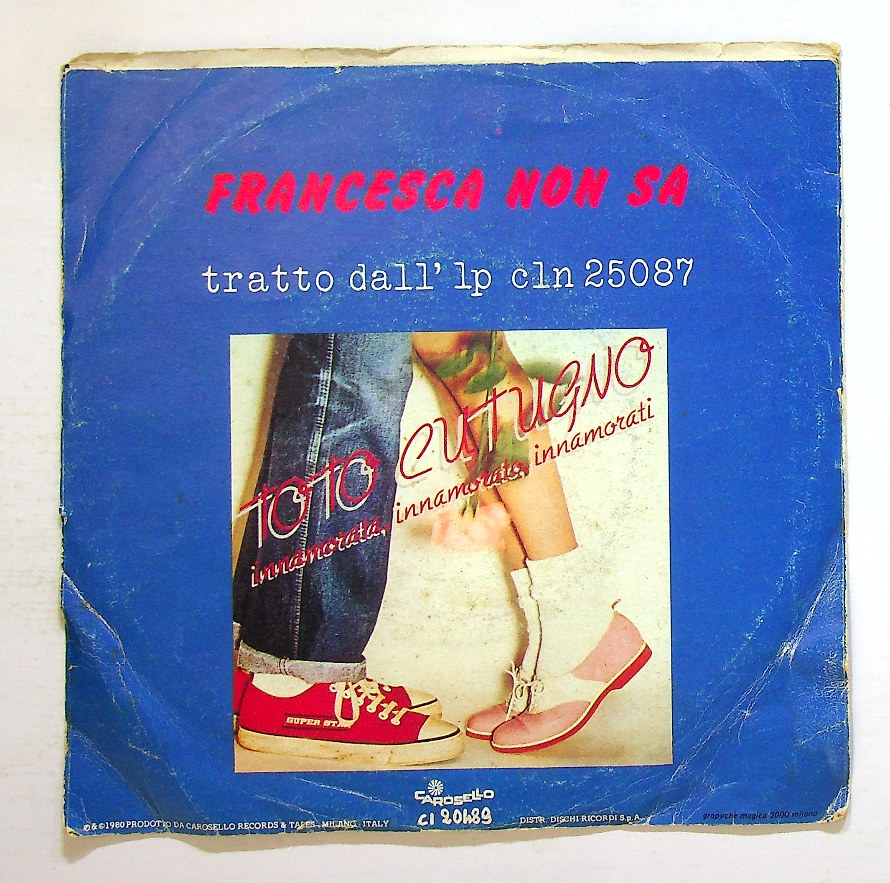 FRANCESCA NON SA
tratto dall' lp cln 25087
TOTO CUTUGNO
innamorata, innamorato, innamorati
SUPER STAR
CAROSELLO
CI 20489
℗ & © 1980 PRODOTTO DA CAROSELLO RECORDS & TAPES - MILANO - ITALY
DISTR. DISCHI RICORDI S.p.A.
grapyche magica 2000 milano